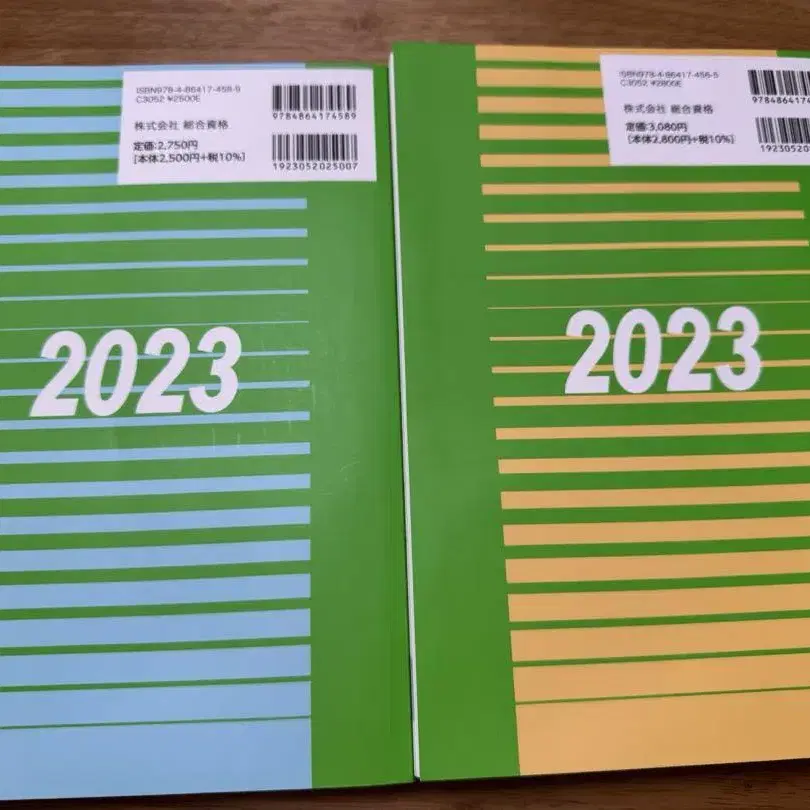 ISBN978-4-86417-458-9
C3052 ¥2500E
株式会社 総合資格
定価:2,750円
[本体2,500円+税10%]
9784864174589
1923052025007
2023
ISBN978-4-86417-456-5
C3052 ¥2800E
株式会社 総合資格
定価:3,080円
[本体2,800円+税10%]
9784864174
19230520
2023